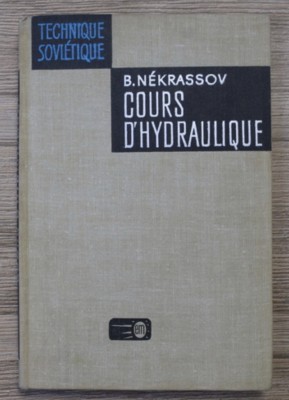 TECHNIQUE
SOVIÉTIQUE
B. NÉKRASSOV
COURS
D'HYDRAULIQUE